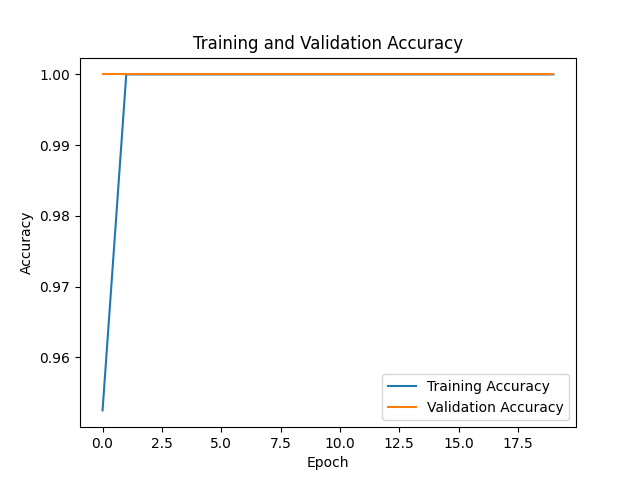 Training and Validation Accuracy
1.00
0.99
0.98
0.97
0.96
Accuracy
Training Accuracy
Validation Accuracy
0.0 2.5 5.0 7.5 10.0 12.5 15.0 17.5
Epoch